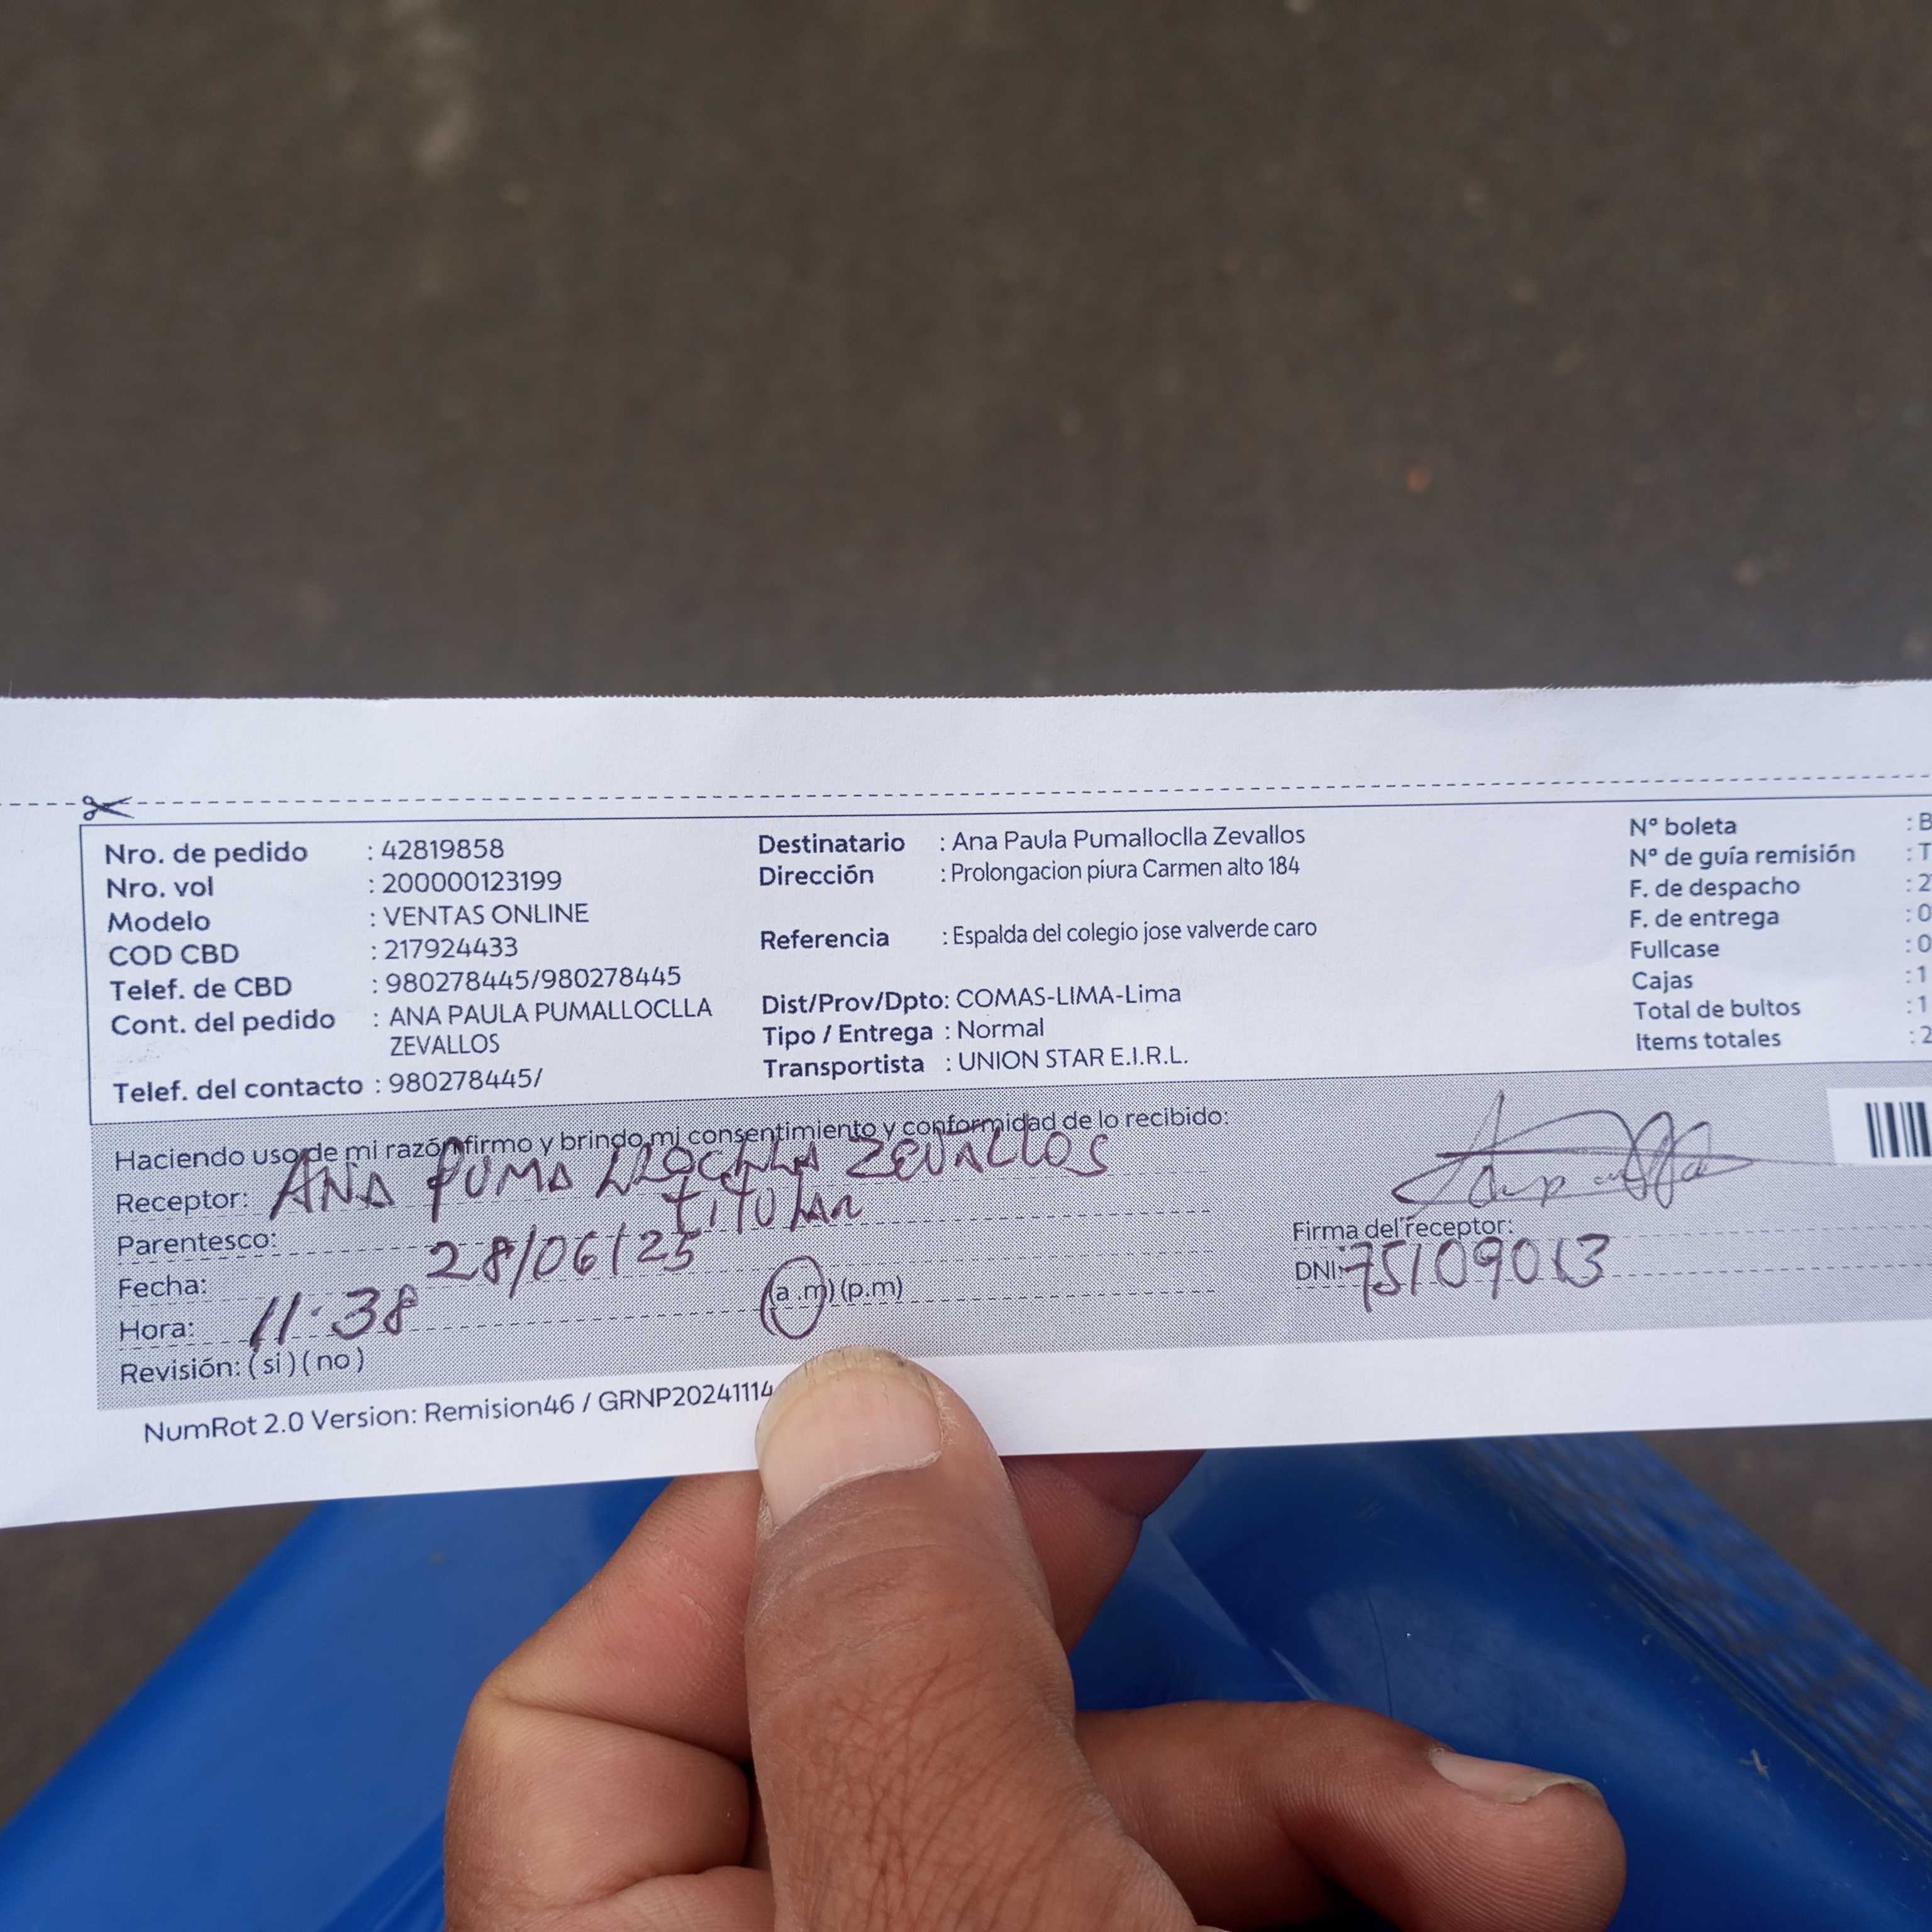 Nro. de pedido : 42819858
Nro. vol : 200000123199
Modelo : VENTAS ONLINE
COD CBD : 217924433
Telef. de CBD : 980278445/980278445
Cont. del pedido : ANA PAULA PUMALLOCLLA
ZEVALLOS
Telef. del contacto : 980278445/
Destinatario : Ana Paula Pumalloclla Zevallos
Dirección : Prolongacion piura Carmen alto 184
Referencia : Espalda del colegio jose valverde caro
Dist/Prov/Dpto: COMAS-LIMA-Lima
Tipo / Entrega : Normal
Transportista : UNION STAR E.I.R.L.
Nº boleta : B
Nº de guía remisión : T
F. de despacho : 2
F. de entrega : 0
Fullcase : 0
Cajas : 1
Total de bultos : 1
Items totales : 2
Haciendo uso de mi razón firmo y brindo mi consentimiento y conformidad de lo recibido:
Receptor: ANA PUMA LLOCLLA ZEVALLOS
Parentesco: TITULAR
Fecha: 28/06/25
Hora: 11:38 (a.m) (p.m)
Revisión: (si) (no)
Firma del receptor:
DNI: 75109013
NumRot 2.0 Version: Remision46 / GRNP20241114